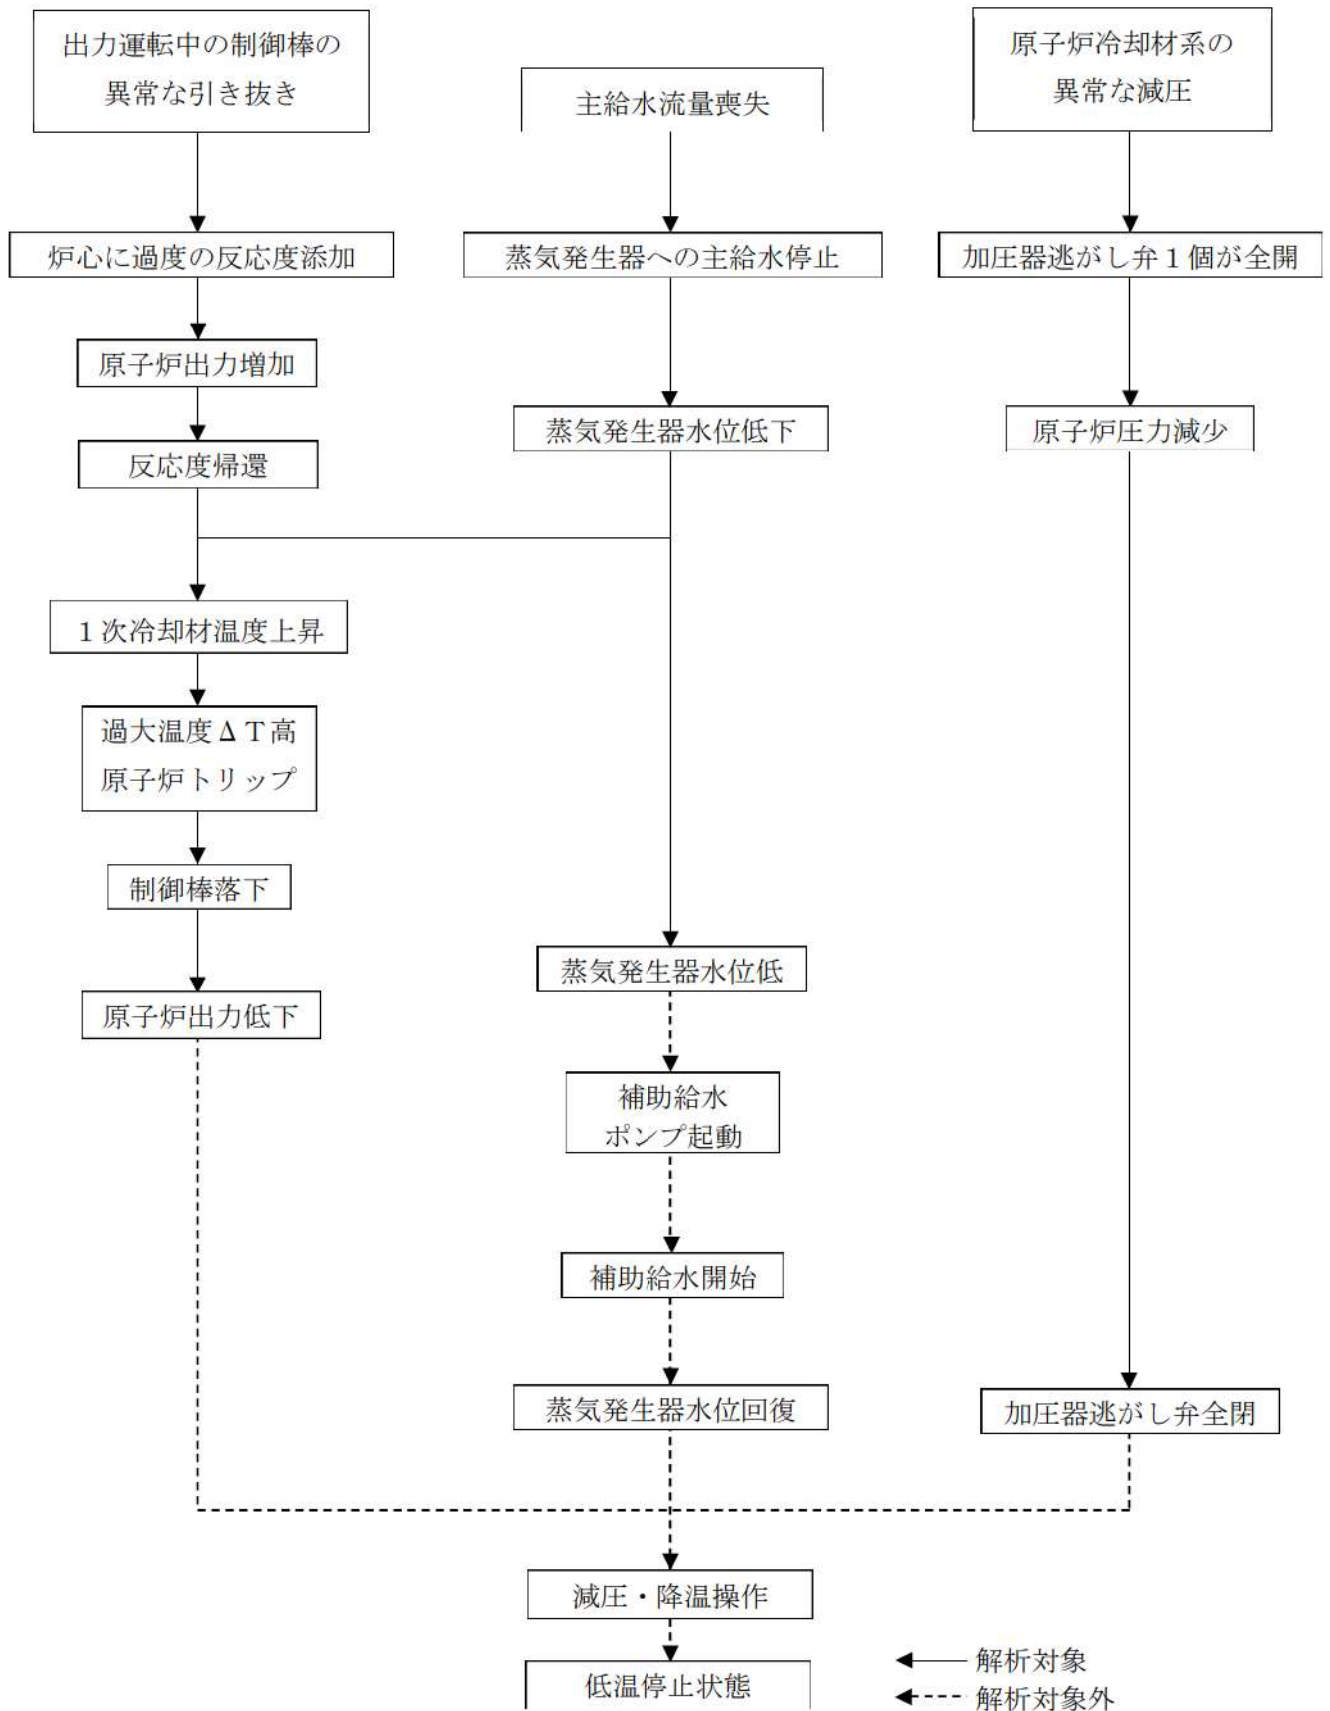 出力運転中の制御棒の
異常な引き抜き
主給水流量喪失
原子炉冷却材系の
異常な減圧
炉心に過度の反応度添加
蒸気発生器への主給水停止
加圧器逃がし弁１個が全開
原子炉出力増加
蒸気発生器水位低下
原子炉圧力減少
反応度帰還
１次冷却材温度上昇
過大温度ΔＴ高
原子炉トリップ
制御棒落下
蒸気発生器水位低
原子炉出力低下
補助給水
ポンプ起動
補助給水開始
蒸気発生器水位回復
加圧器逃がし弁全閉
減圧・降温操作
低温停止状態
解析対象
解析対象外